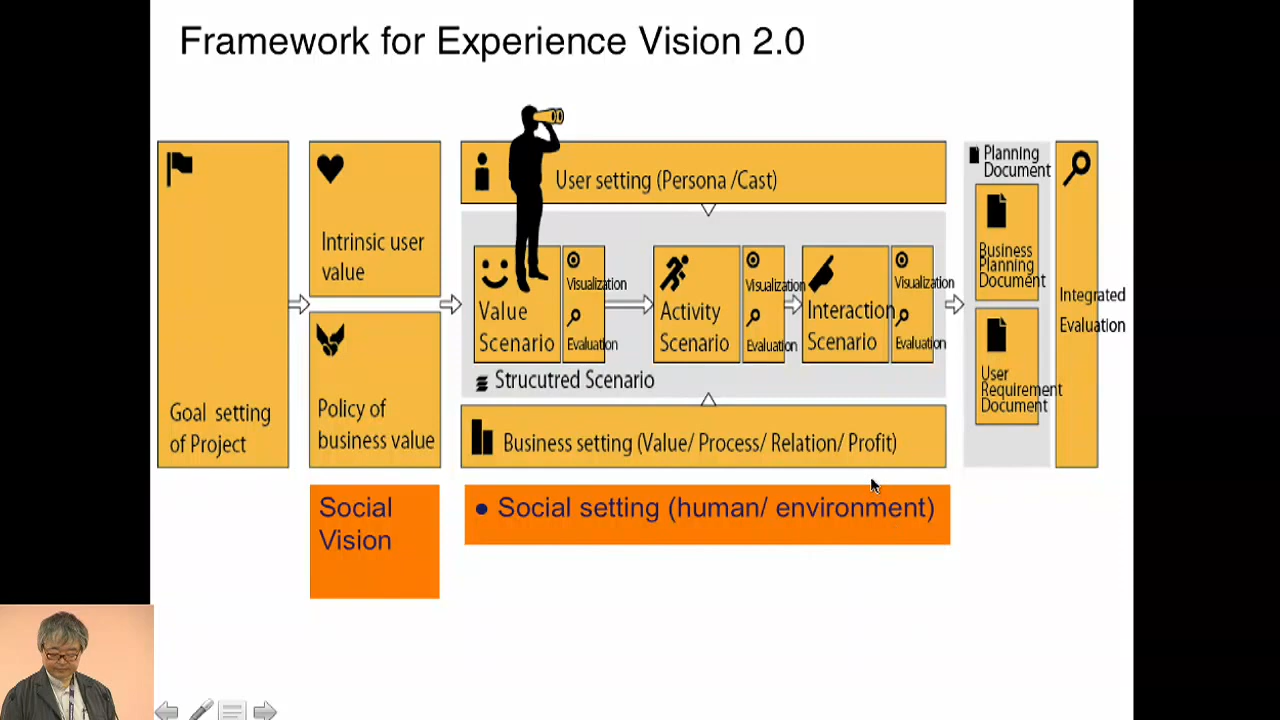 Framework for Experience Vision 2.0
Goal setting
of Project
Intrinsic user
value
Policy of
business value
User setting (Persona /Cast)
Value
Scenario
Visualization
Evaluation
Activity
Scenario
Visualization
Evaluation
Interaction
Scenario
Visualization
Evaluation
Strucutred Scenario
Business setting (Value/ Process/ Relation/ Profit)
Planning
Document
Business
Planning
Document
User
Requirement
Document
Integrated
Evaluation
Social
Vision
● Social setting (human/ environment)